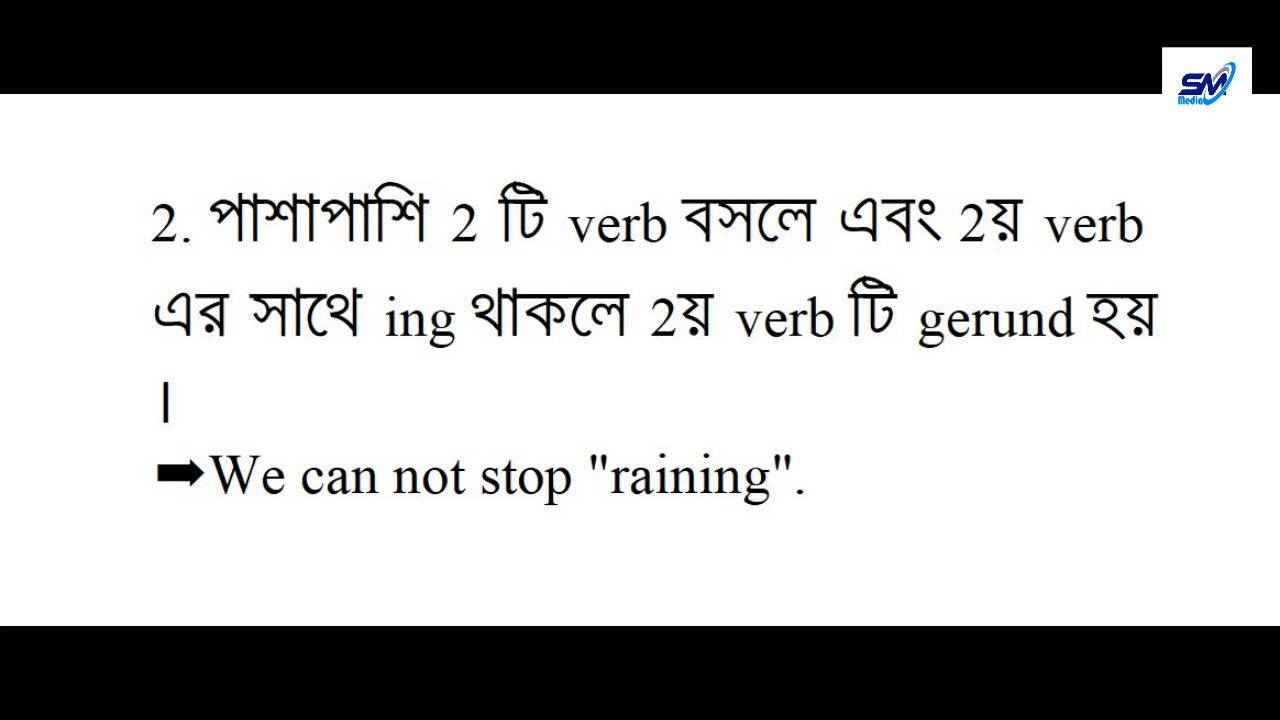 SM
Media
2. পাশাপাশি 2 টি verb বসলে এবং 2য় verb
এর সাথে ing থাকলে 2য় verb টি gerund হয়
।
➡We can not stop "raining".